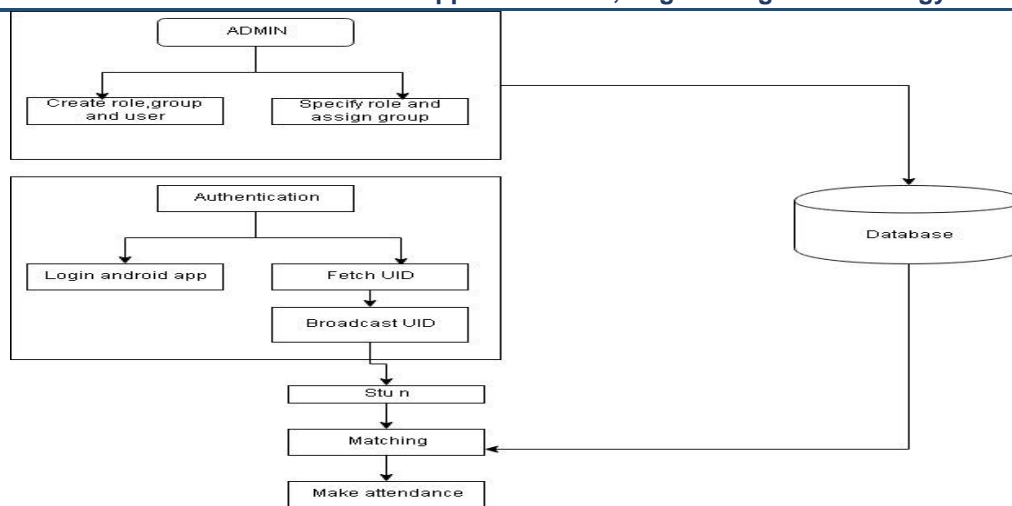 ADMIN
Create role,group
and user
Specify role and
assign group
Authentication
Login android app
Fetch UID
Broadcast UID
Stu n
Matching
Make attendance
Database